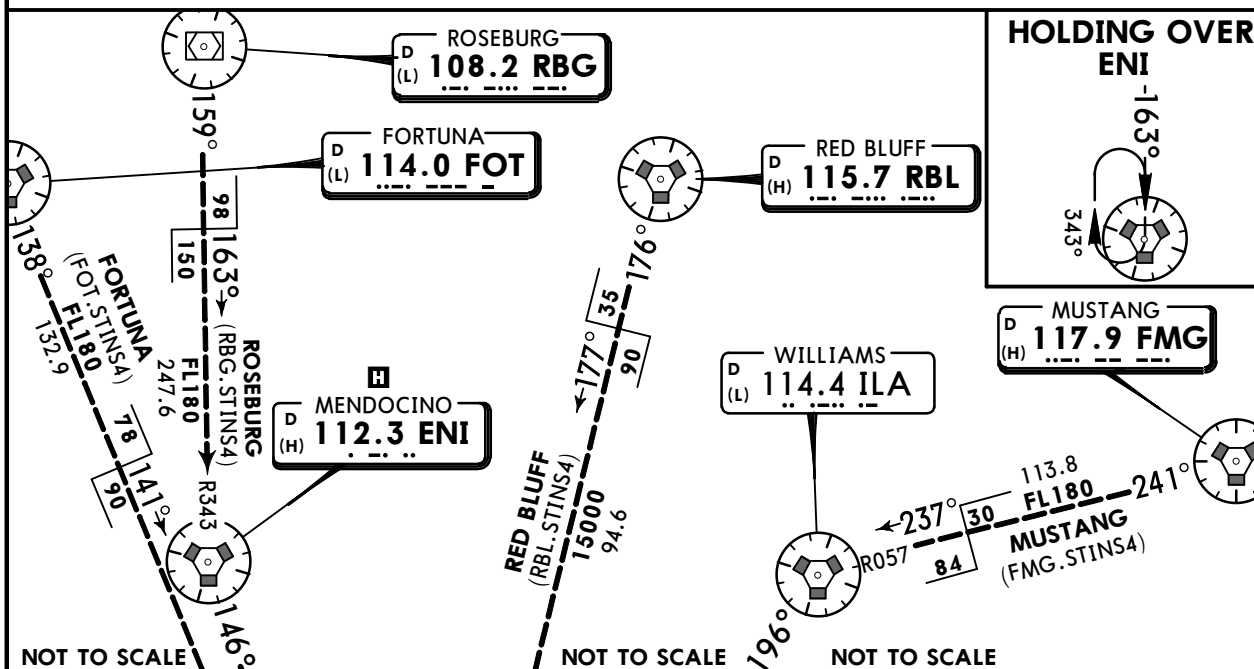 ROSEBURG
D
(L) 108.2 RBG
159°
98
150
163°
ROSEBURG
(RBG.STINS4)
FL180
247.6
R343
FORTUNA
D
(L) 114.0 FOT
138°
FORTUNA
(FOT.STINS4)
FL180
132.9
78
90
141°
H
MENDOCINO
D
(H) 112.3 ENI
146°
RED BLUFF
D
(H) 115.7 RBL
176°
35
90
177°
RED BLUFF
(RBL.STINS4)
15000
94.6
HOLDING OVER
ENI
163°
343°
MUSTANG
D
(H) 117.9 FMG
241°
113.8
FL180
MUSTANG
(FMG.STINS4)
30
84
237°
R057
WILLIAMS
D
(L) 114.4 ILA
196°
NOT TO SCALE
NOT TO SCALE
NOT TO SCALE